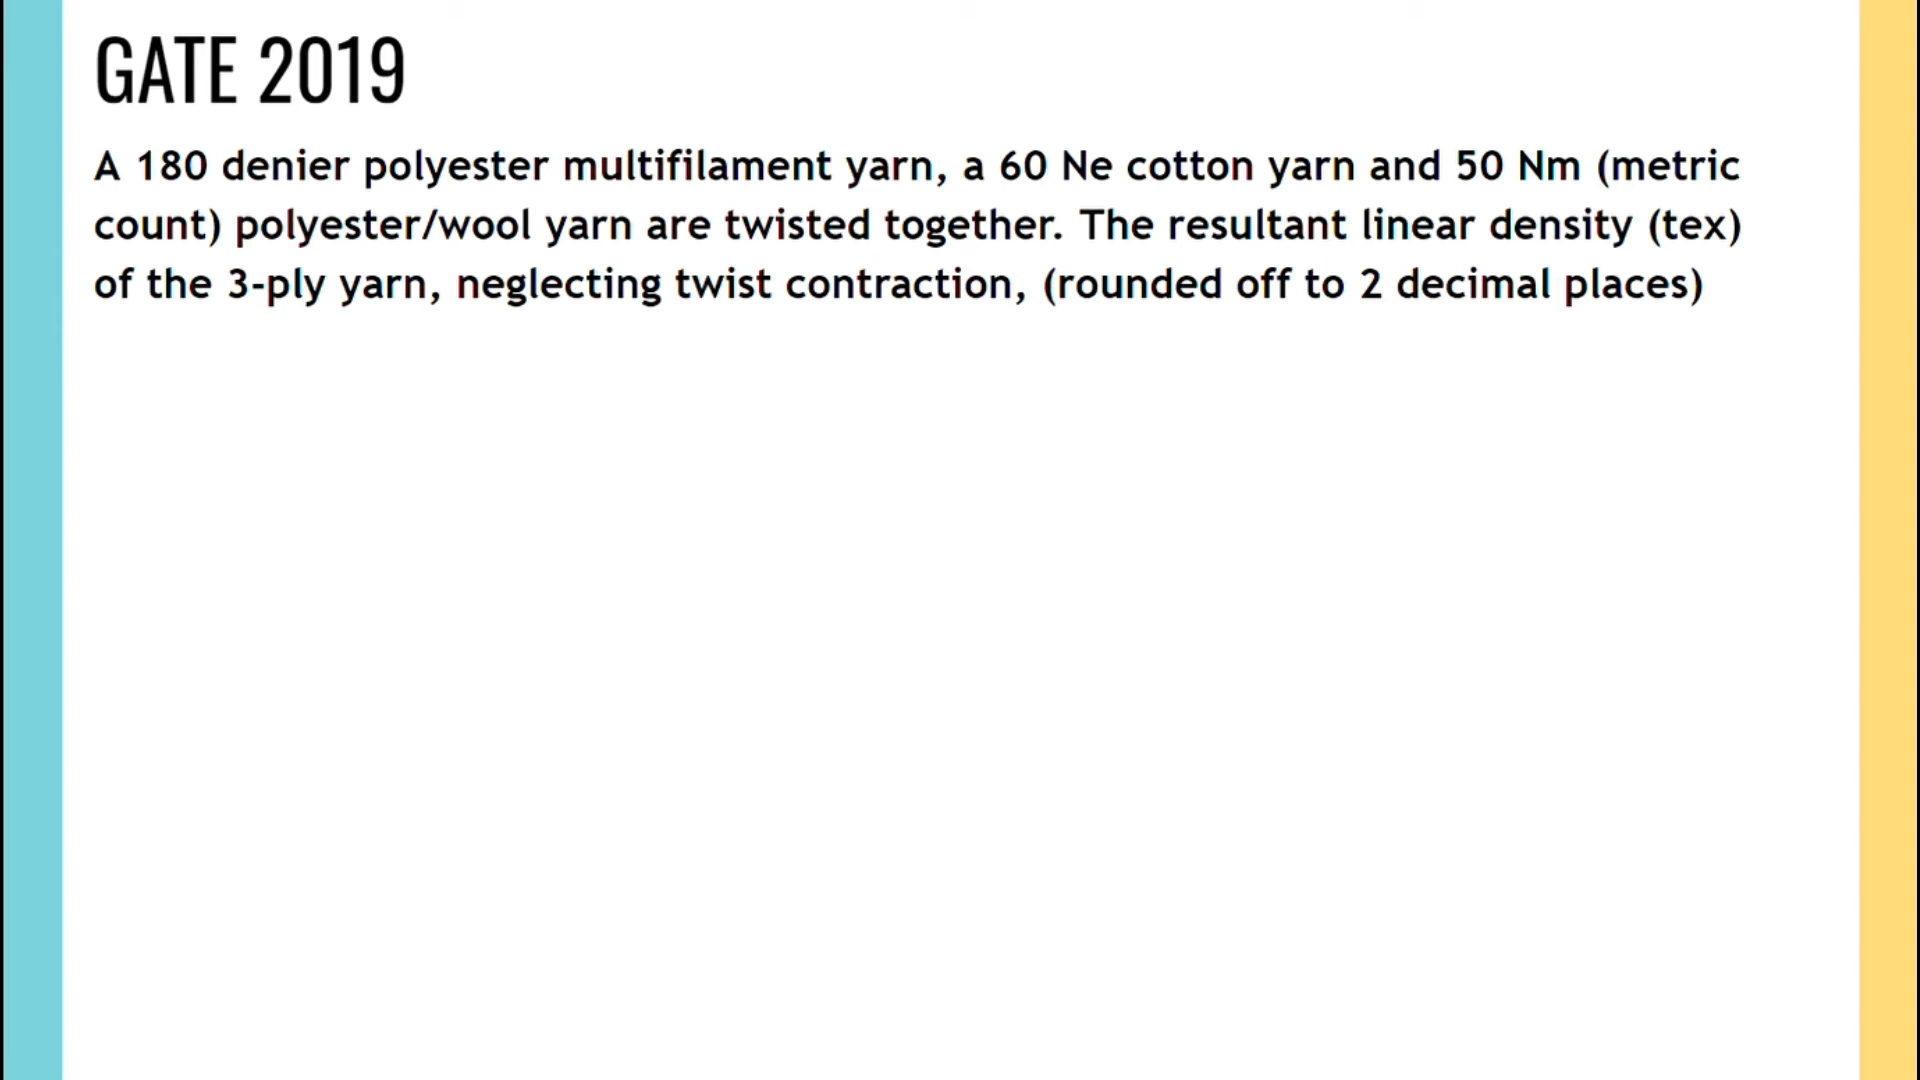 GATE 2019
A 180 denier polyester multifilament yarn, a 60 Ne cotton yarn and 50 Nm (metric
count) polyester/wool yarn are twisted together. The resultant linear density (tex)
of the 3-ply yarn, neglecting twist contraction, (rounded off to 2 decimal places)